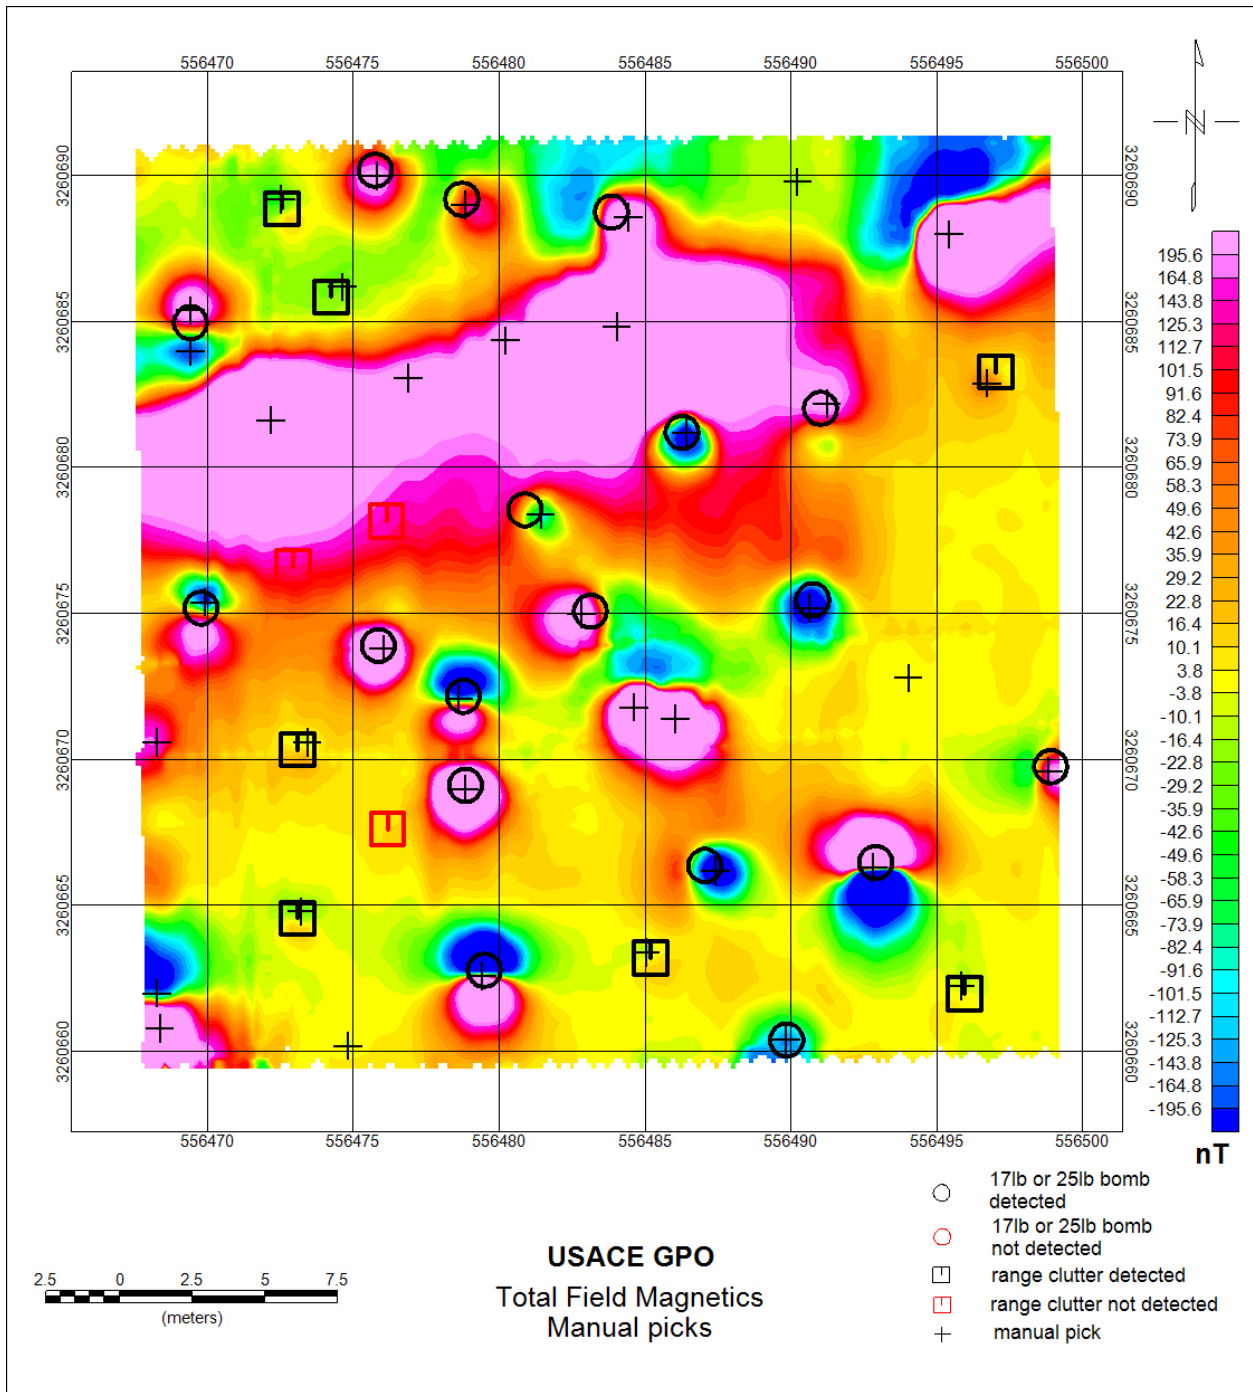 556470 556475 556480 556485 556490 556495 556500
N
3260690 3260690
3260685 3260685
3260680 3260680
3260675 3260675
3260670 3260670
3260665 3260665
3260660 3260660
195.6
164.8
143.8
125.3
112.7
101.5
91.6
82.4
73.9
65.9
58.3
49.6
42.6
35.9
29.2
22.8
16.4
10.1
3.8
-3.8
-10.1
-16.4
-22.8
-29.2
-35.9
-42.6
-49.6
-58.3
-65.9
-73.9
-82.4
-91.6
-101.5
-112.7
-125.3
-143.8
-164.8
-195.6
nT
556470 556475 556480 556485 556490 556495 556500
17lb or 25lb bomb
detected
17lb or 25lb bomb
not detected
range clutter detected
range clutter not detected
manual pick
2.5 0 2.5 5 7.5
(meters)
USACE GPO
Total Field Magnetics
Manual picks